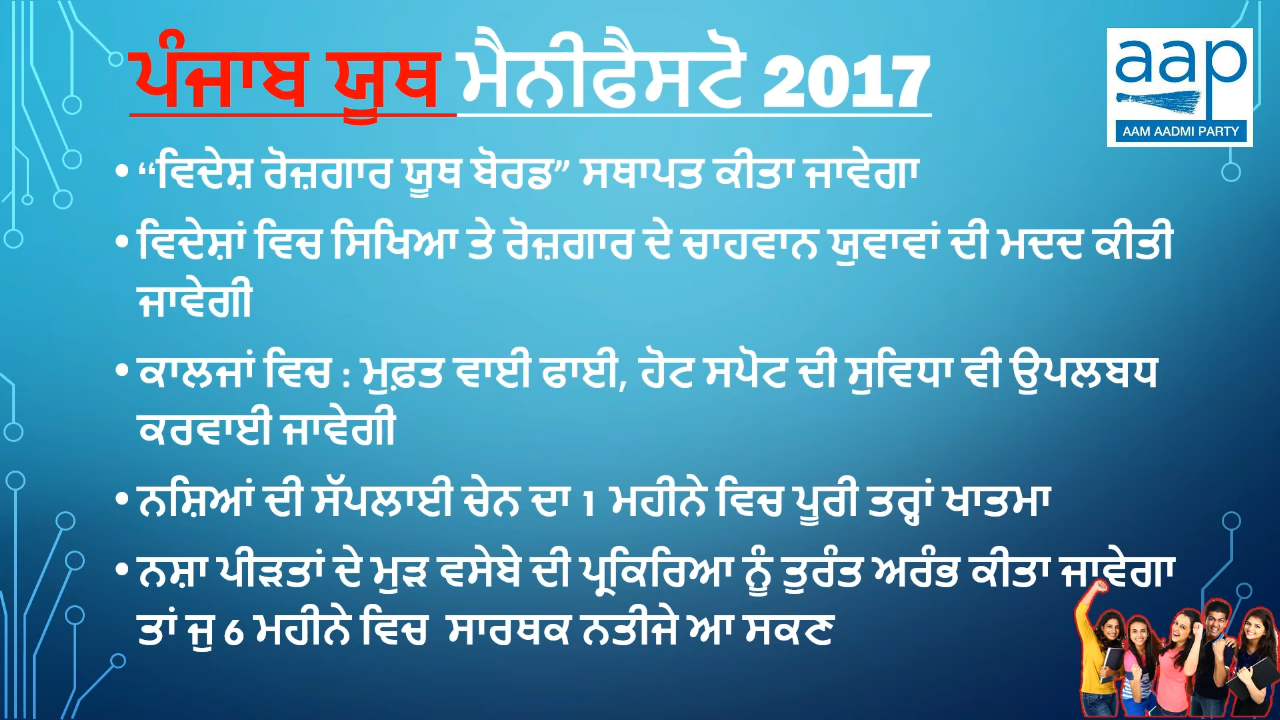 ਪੰਜਾਬ ਯੂਥ ਮੈਨੀਫੈਸਟੋ 2017
aap
AAM AADMI PARTY
• “ਵਿਦੇਸ਼ ਰੋਜ਼ਗਾਰ ਯੂਥ ਬੋਰਡ” ਸਥਾਪਤ ਕੀਤਾ ਜਾਵੇਗਾ
• ਵਿਦੇਸ਼ਾਂ ਵਿਚ ਸਿਖਿਆ ਤੇ ਰੋਜ਼ਗਾਰ ਦੇ ਚਾਹਵਾਨ ਯੁਵਾਵਾਂ ਦੀ ਮਦਦ ਕੀਤੀ
ਜਾਵੇਗੀ
• ਕਾਲਜਾਂ ਵਿਚ : ਮੁਫ਼ਤ ਵਾਈ ਫਾਈ, ਹੋਟ ਸਪੋਟ ਦੀ ਸੁਵਿਧਾ ਵੀ ਉਪਲਬਧ
ਕਰਵਾਈ ਜਾਵੇਗੀ
• ਨਸ਼ਿਆਂ ਦੀ ਸੱਪਲਾਈ ਚੇਨ ਦਾ 1 ਮਹੀਨੇ ਵਿਚ ਪੂਰੀ ਤਰ੍ਹਾਂ ਖਾਤਮਾ
• ਨਸ਼ਾ ਪੀੜਤਾਂ ਦੇ ਮੁੜ ਵਸੇਬੇ ਦੀ ਪ੍ਰਕਿਰਿਆ ਨੂੰ ਤੁਰੰਤ ਅਰੰਭ ਕੀਤਾ ਜਾਵੇਗਾ
ਤਾਂ ਜੁ 6 ਮਹੀਨੇ ਵਿਚ ਸਾਰਥਕ ਨਤੀਜੇ ਆ ਸਕਣ